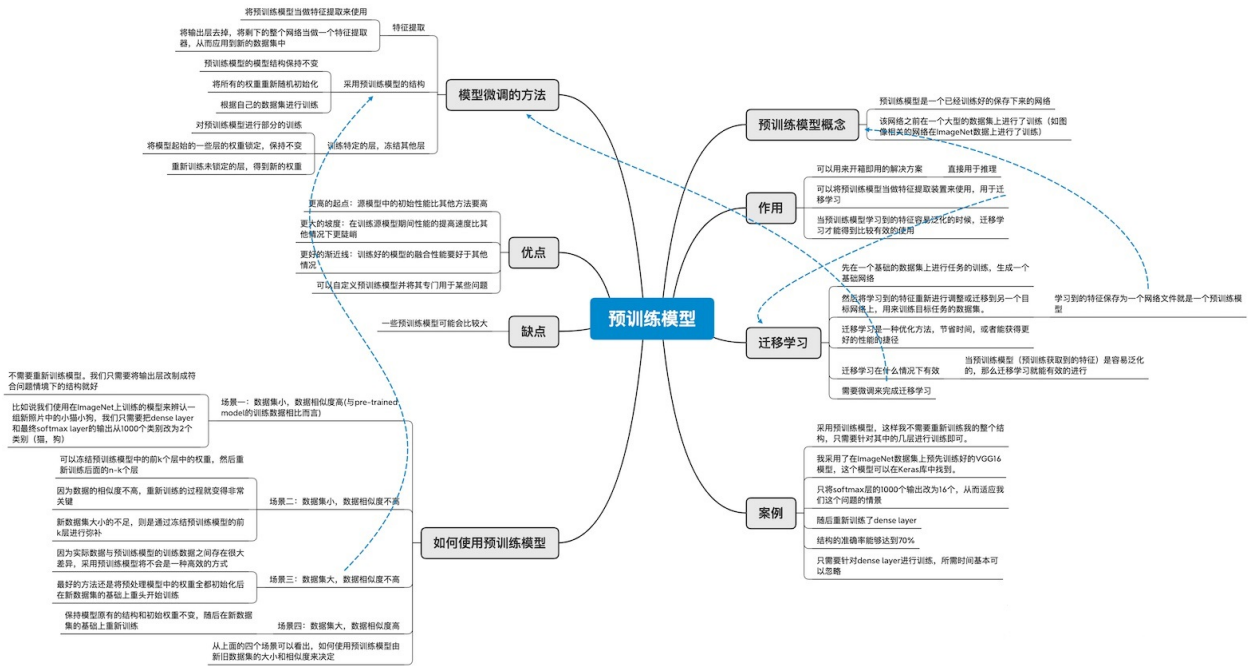 预训练模型
模型微调的方法
特征提取
将预训练模型当做特征提取来使用
将输出层去掉，将剩下的整个网络当做一个特征提取
器，从而应用到新的数据集中
采用预训练模型的结构
预训练模型的模型结构保持不变
将所有的权重重新随机初始化
根据自己的数据集进行训练
训练特定的层，冻结其他层
对预训练模型进行部分的训练
将模型起始的一些层的权重锁定，保持不变
重新训练未锁定的层，得到新的权重
优点
更高的起点：源模型中的初始性能比其他方法要高
更大的坡度：在训练源模型期间性能的提高速度比其
他情况下更陡峭
更好的渐近线：训练好的模型的融合性能要好于其他
情况
可以自定义预训练模型并将其专门用于某些问题
缺点
一些预训练模型可能会比较大
如何使用预训练模型
场景一：数据集小，数据相似度高(与pre-trained
model的训练数据相比而言)
不需要重新训练模型，我们只需要将输出层改制成符
合问题情境下的结构就好
比如说我们使用在ImageNet上训练的模型来辨认一
组新照片中的小猫小狗，我们只需要把dense layer
和最终softmax layer的输出从1000个类别改为2个
类别（猫，狗）
场景二：数据集小，数据相似度不高
可以冻结预训练模型中的前k个层中的权重，然后重
新训练后面的n-k个层
因为数据的相似度不高，重新训练的过程就变得非常
关键
新数据集大小的不足，则是通过冻结预训练模型的前
k层进行弥补
场景三：数据集大，数据相似度不高
因为实际数据与预训练模型的训练数据之间存在很大
差异，采用预训练模型将不会是一种高效的方式
最好的方法还是将预处理模型中的权重全都初始化后
在新数据集的基础上重头开始训练
场景四：数据集大，数据相似度高
保持模型原有的结构和初始权重不变，随后在新数据
集的基础上重新训练
从上面的四个场景可以看出，如何使用预训练模型由
新旧数据集的大小和相似度来决定
预训练模型概念
预训练模型是一个已经训练好的保存下来的网络
该网络之前在一个大型的数据集上进行了训练（如图
像相关的网络在ImageNet数据上进行了训练）
作用
可以用来开箱即用的解决方案
直接用于推理
可以将预训练模型当做特征提取装置来使用，用于迁
移学习
当预训练模型学习到的特征容易泛化的时候，迁移学
习才能得到比较有效的使用
迁移学习
先在一个基础的数据集上进行任务的训练，生成一个
基础网络
然后将学习到的特征重新进行调整或迁移到另一个目
标网络上，用来训练目标任务的数据集。
学习到的特征保存为一个网络文件就是一个预训练模
型
迁移学习是一种优化方法，节省时间，或者能获得更
好的性能的捷径
迁移学习在什么情况下有效
当预训练模型（预训练获取到的特征）是容易泛化
的，那么迁移学习就能有效的进行
需要微调来完成迁移学习
案例
采用预训练模型，这样我不需要重新训练我的整个结
构，只需要针对其中的几层进行训练即可。
我采用了在ImageNet数据集上预先训练好的VGG16
模型，这个模型可以在Keras库中找到。
只将softmax层的1000个输出改为16个，从而适应我
们这个问题的情景
随后重新训练了dense layer
结构的准确率能够达到70%
只需要针对dense layer进行训练，所需时间基本可
以忽略